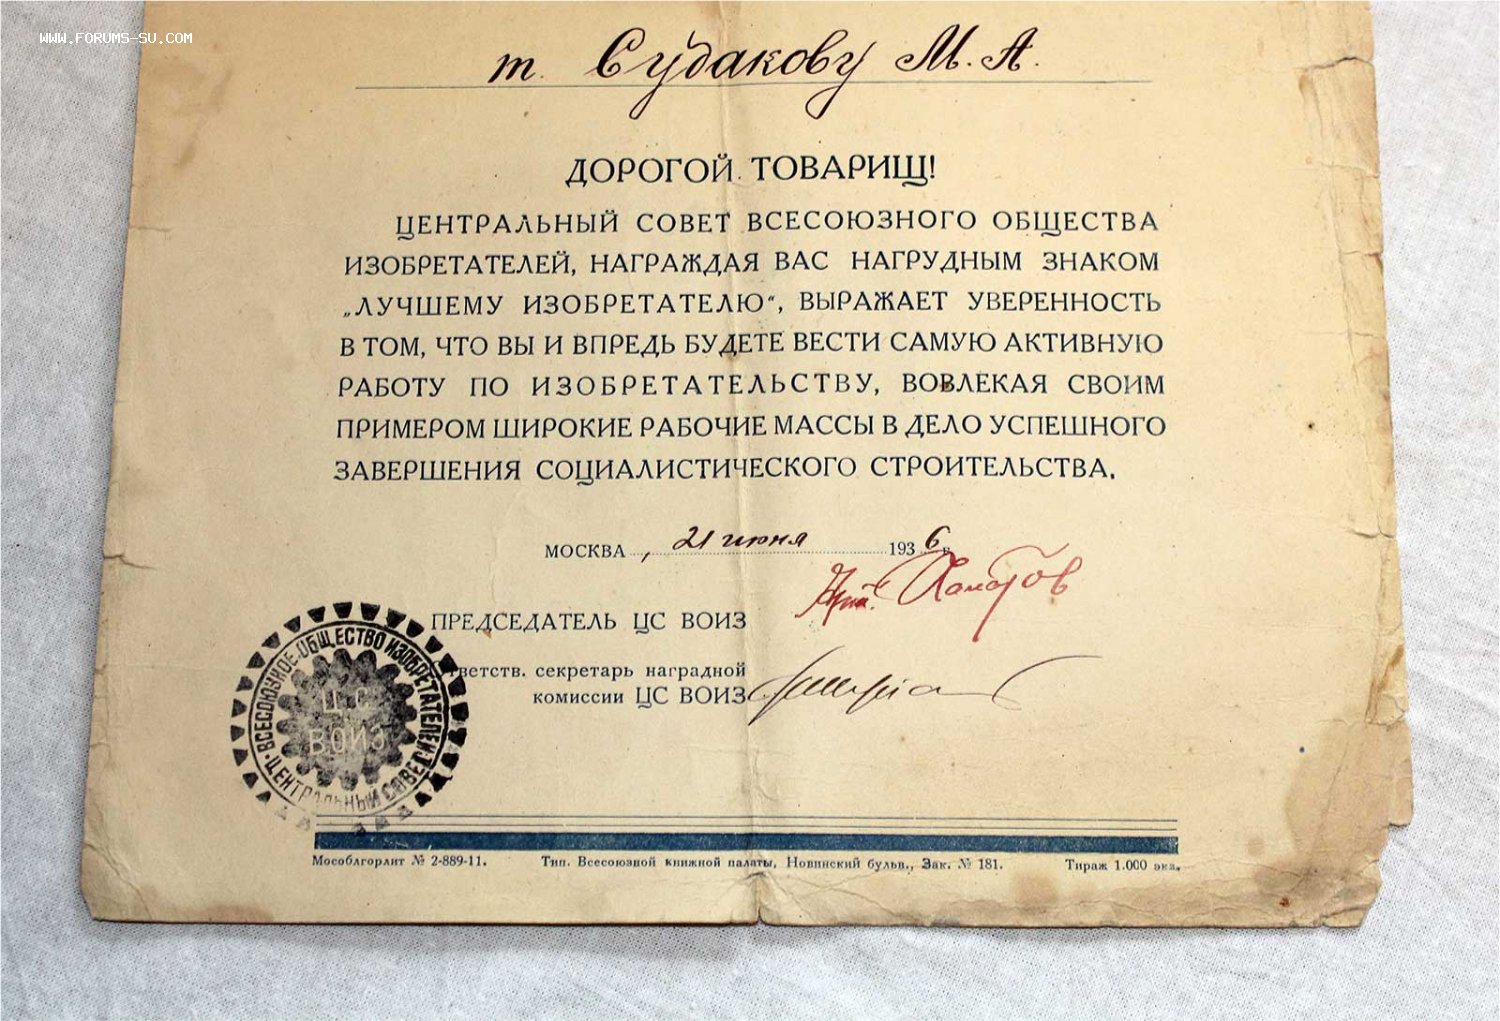 www.forums-su.com
т. Судакову М. А.
ДОРОГОЙ ТОВАРИЩ!
ЦЕНТРАЛЬНЫЙ СОВЕТ ВСЕСОЮЗНОГО ОБЩЕСТВА
ИЗОБРЕТАТЕЛЕЙ, НАГРАЖДАЯ ВАС НАГРУДНЫМ ЗНАКОМ
„ЛУЧШЕМУ ИЗОБРЕТАТЕЛЮ“, ВЫРАЖАЕТ УВЕРЕННОСТЬ
В ТОМ, ЧТО ВЫ И ВПРЕДЬ БУДЕТЕ ВЕСТИ САМУЮ АКТИВНУЮ
РАБОТУ ПО ИЗОБРЕТАТЕЛЬСТВУ, ВОВЛЕКАЯ СВОИМ
ПРИМЕРОМ ШИРОКИЕ РАБОЧИЕ МАССЫ В ДЕЛО УСПЕШНОГО
ЗАВЕРШЕНИЯ СОЦИАЛИСТИЧЕСКОГО СТРОИТЕЛЬСТВА.
МОСКВА, 21 июня 1936 г.
ПРЕДСЕДАТЕЛЬ ЦС ВОИЗ
Ответств. секретарь наградной
комиссии ЦС ВОИЗ
ВСЕСОЮЗНОЕ ОБЩЕСТВО ИЗОБРЕТАТЕЛЕЙ
ЦЕНТРАЛЬНЫЙ СОВЕТ
ЦС
ВОИЗ
Мособлгорлит № 2-889-11. Тип. Всесоюзной книжной палаты, Новинский бульв., Зак. № 181. Тираж 1.000 экз.